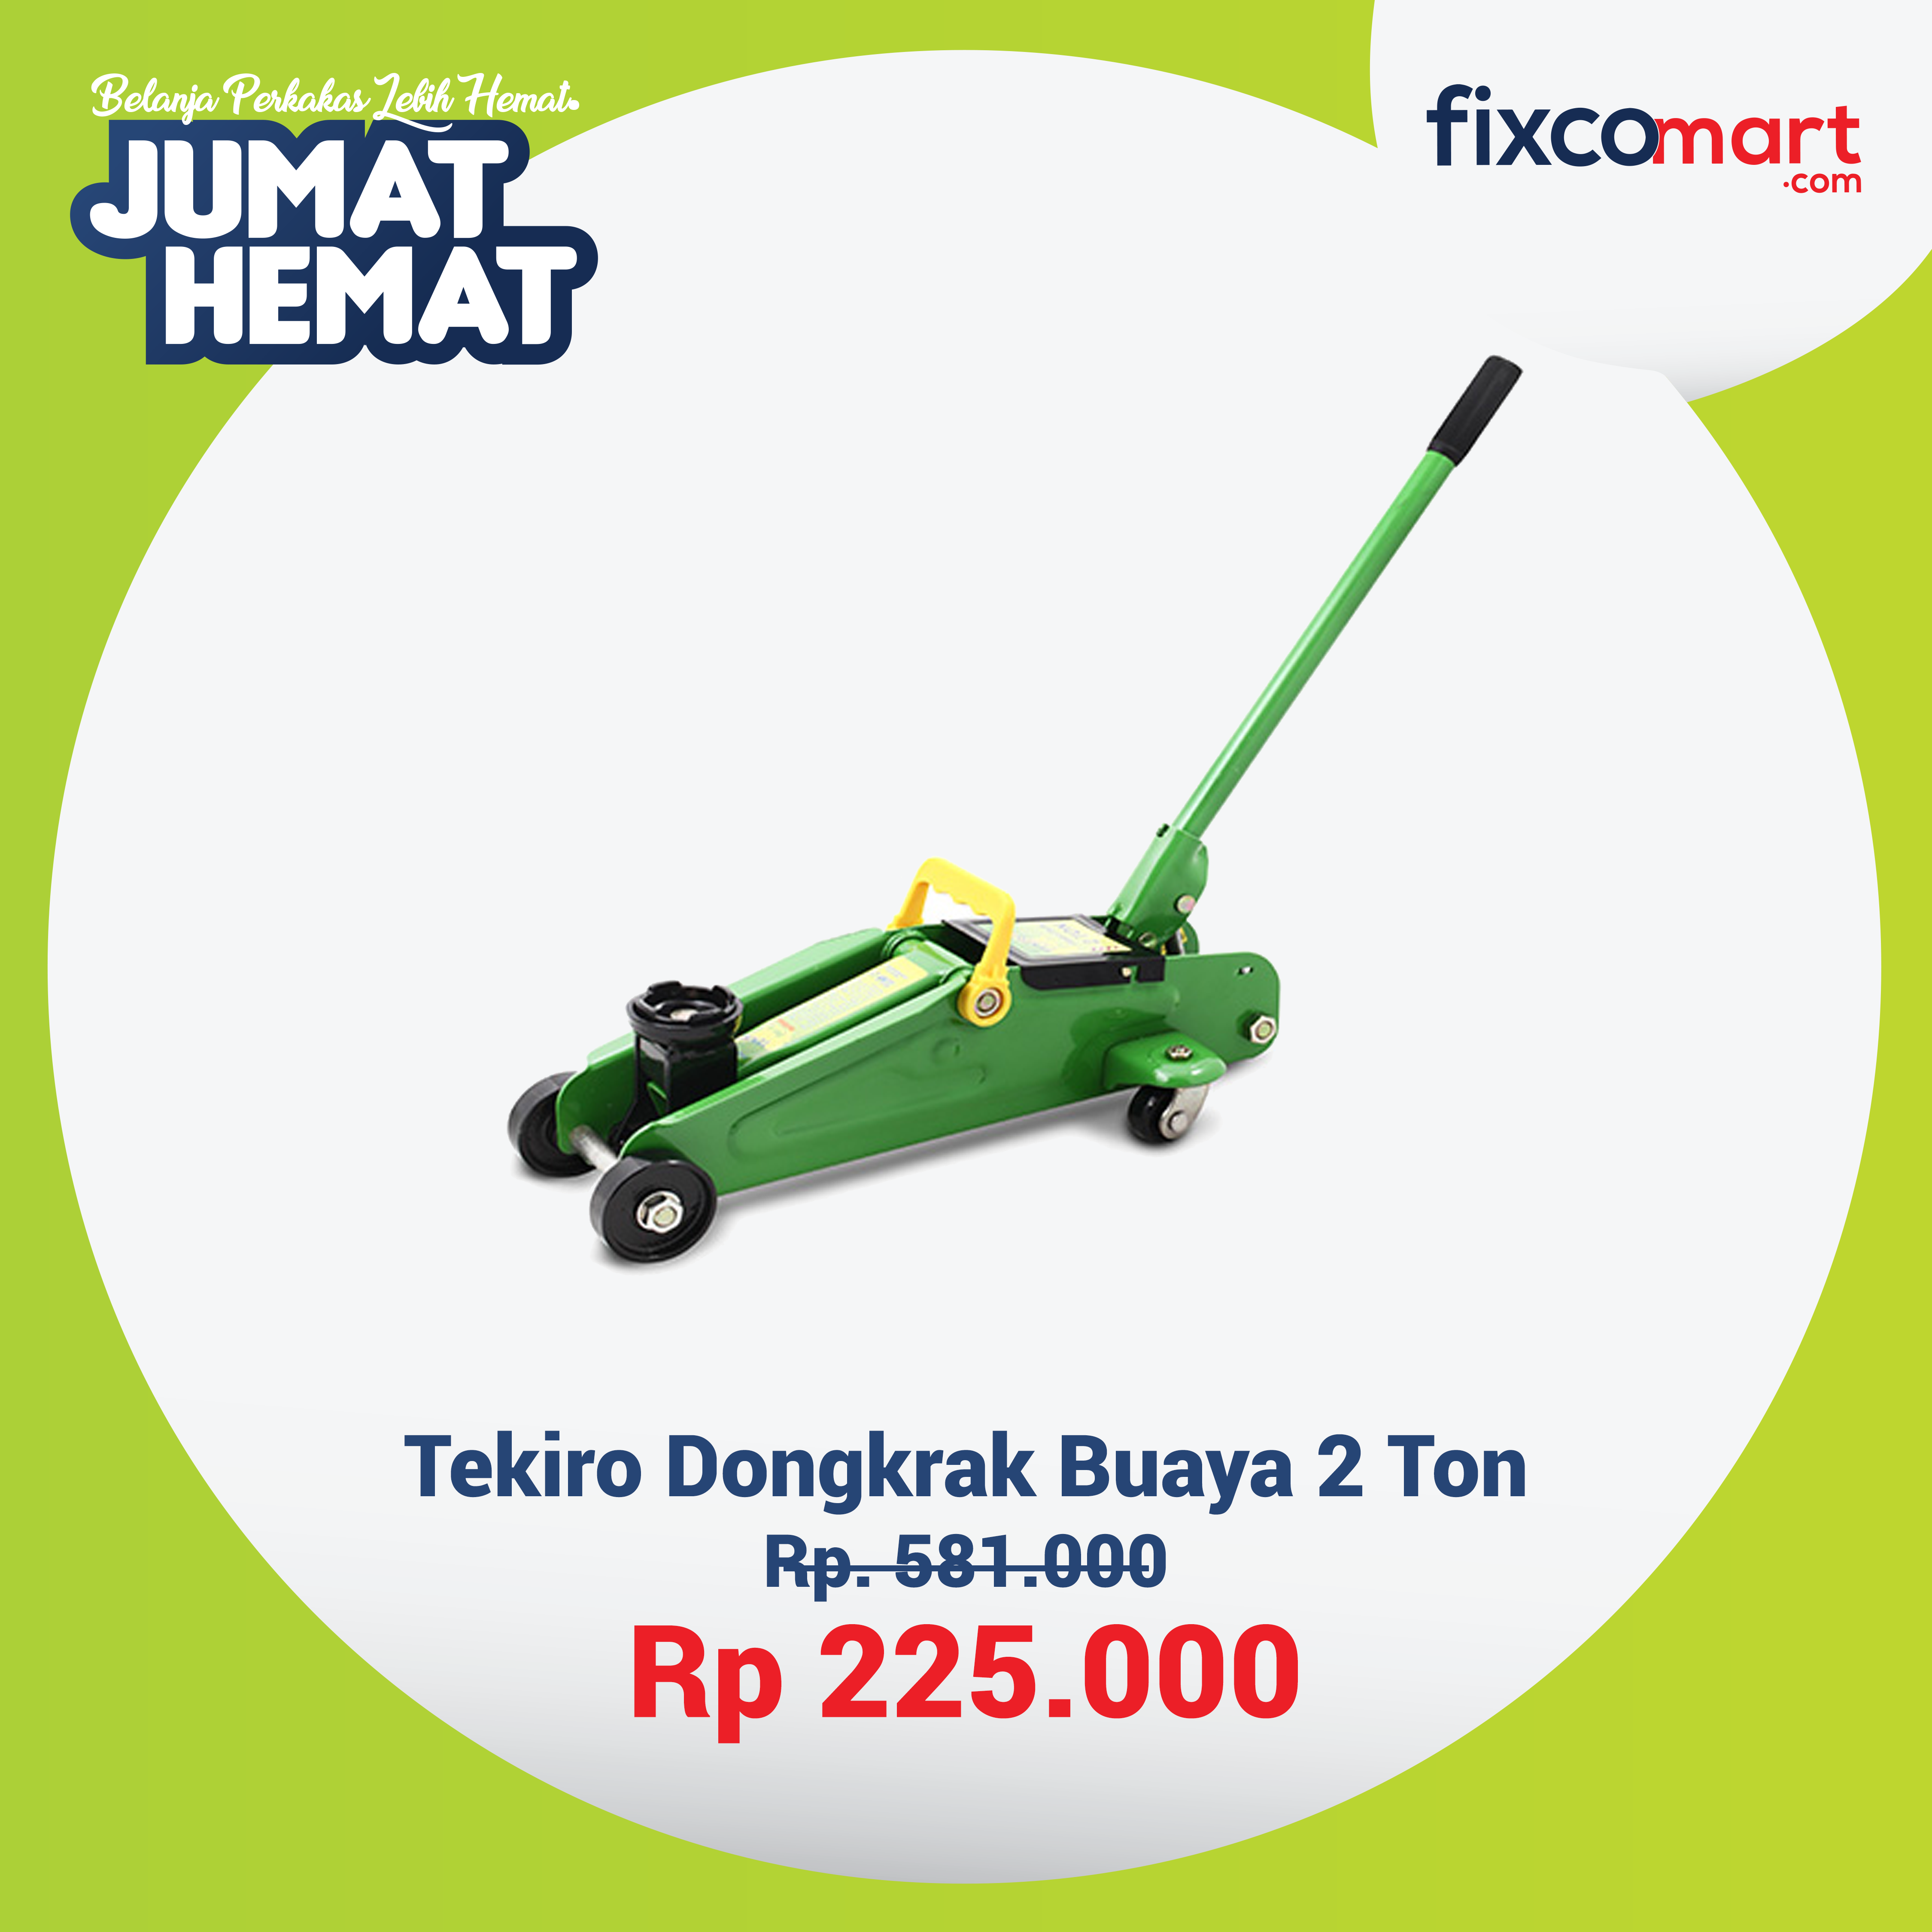 Belanja Perkakas Lebih Hemat.
JUMAT
HEMAT
fixcomart
.com
Tekiro Dongkrak Buaya 2 Ton
Rp. 581.000
Rp 225.000